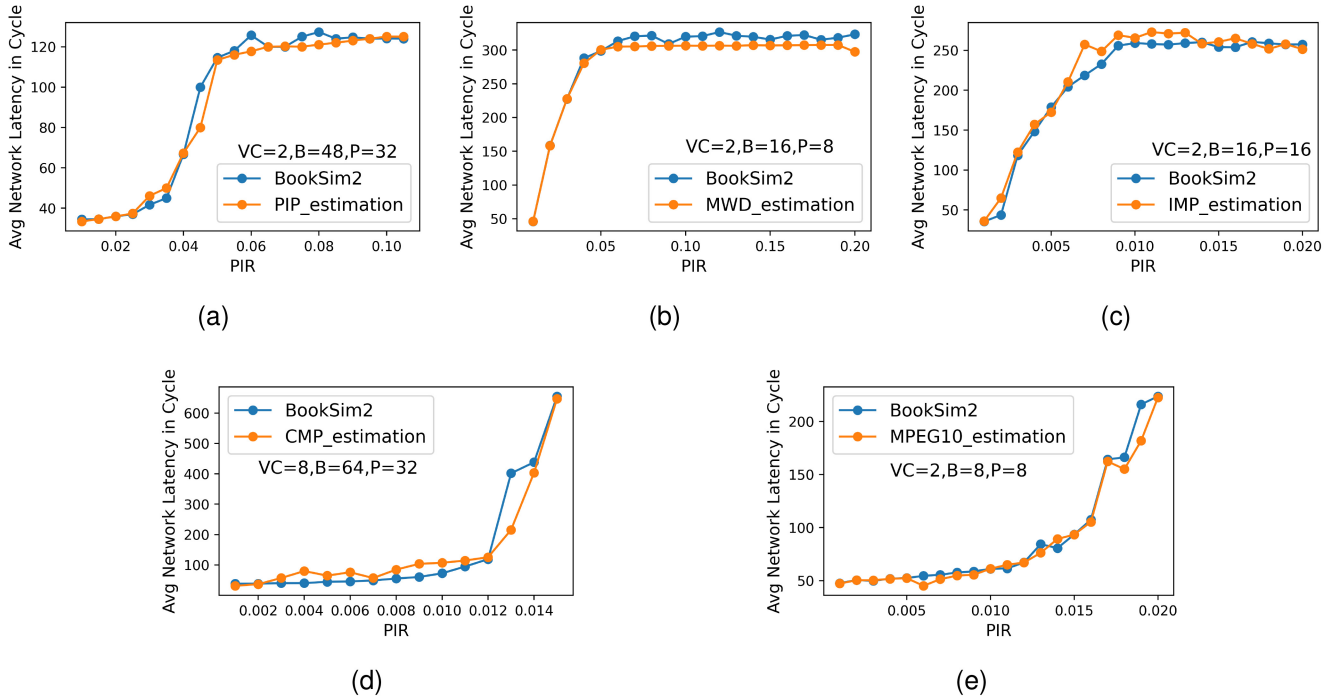 Avg Network Latency in Cycle
120
100
80
60
40
VC=2,B=48,P=32
BookSim2
PIP_estimation
0.02
0.04
0.06
0.08
0.10
PIR
(a)
Avg Network Latency in Cycle
300
250
200
150
100
50
VC=2,B=16,P=8
BookSim2
MWD_estimation
0.05
0.10
0.15
0.20
PIR
(b)
Avg Network Latency in Cycle
250
200
150
100
50
VC=2,B=16,P=16
BookSim2
IMP_estimation
0.005
0.010
0.015
0.020
PIR
(c)
Avg Network Latency in Cycle
600
500
400
300
200
100
BookSim2
CMP_estimation
VC=8,B=64,P=32
0.002
0.004
0.006
0.008
0.010
0.012
0.014
PIR
(d)
Avg Network Latency in Cycle
200
150
100
50
BookSim2
MPEG10_estimation
VC=2,B=8,P=8
0.005
0.010
0.015
0.020
PIR
(e)